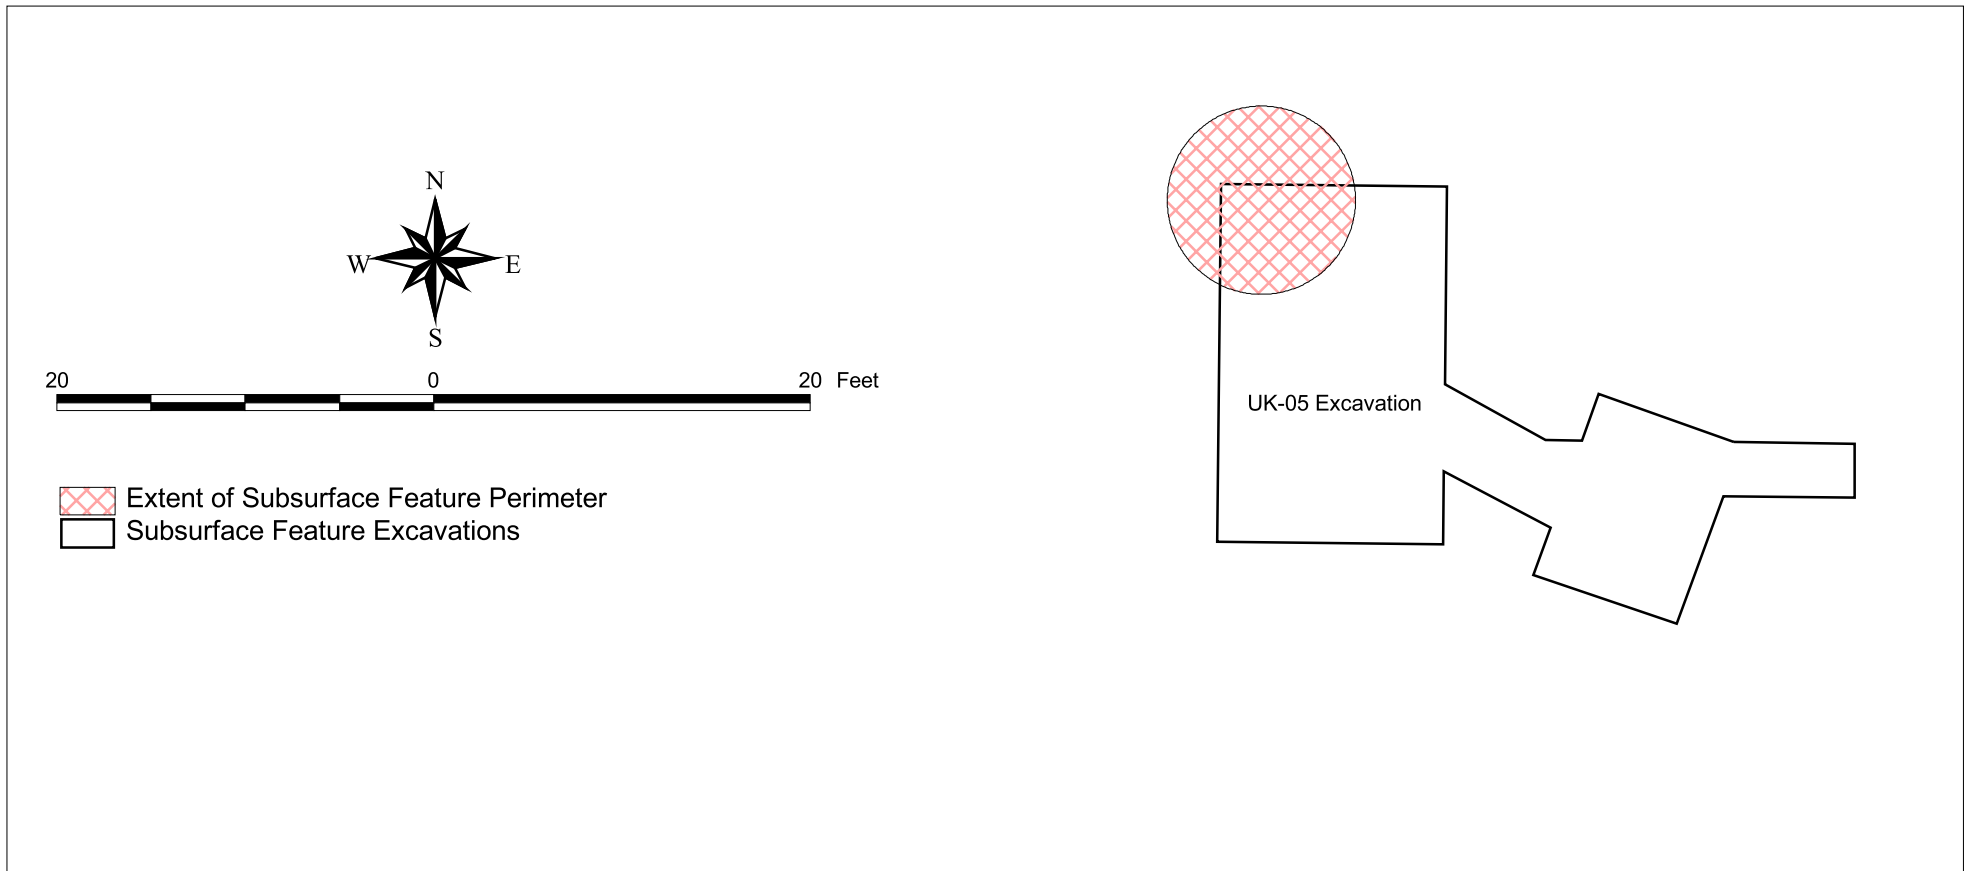 N
W E
S
20 0 20 Feet
UK-05 Excavation
Extent of Subsurface Feature Perimeter
Subsurface Feature Excavations